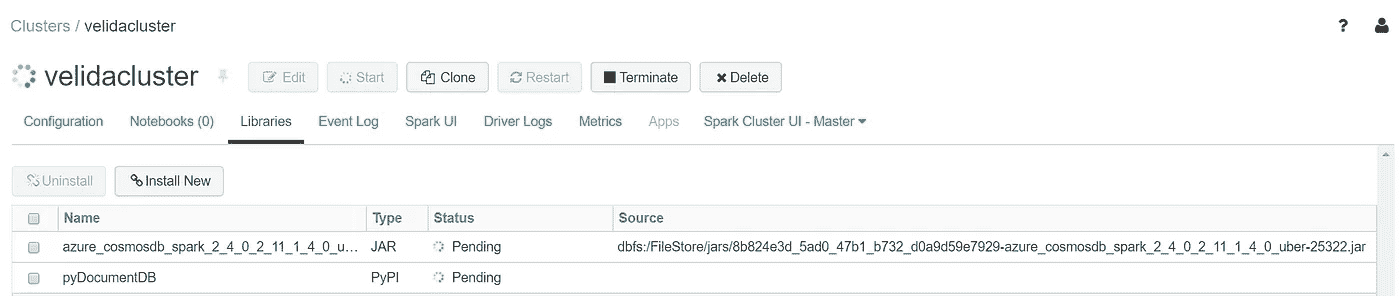 Clusters / velidacluster ?
velidacluster Edit Start Clone Restart Terminate Delete
Configuration Notebooks (0) Libraries Event Log Spark UI Driver Logs Metrics Apps Spark Cluster UI - Master
Uninstall Install New
Name Type Status Source
azure_cosmosdb_spark_2_4_0_2_11_1_4_0_u... JAR Pending dbfs:/FileStore/jars/8b824e3d_5ad0_47b1_b732_d0a9d59e7929-azure_cosmosdb_spark_2_4_0_2_11_1_4_0_uber-25322.jar
pyDocumentDB PyPI Pending